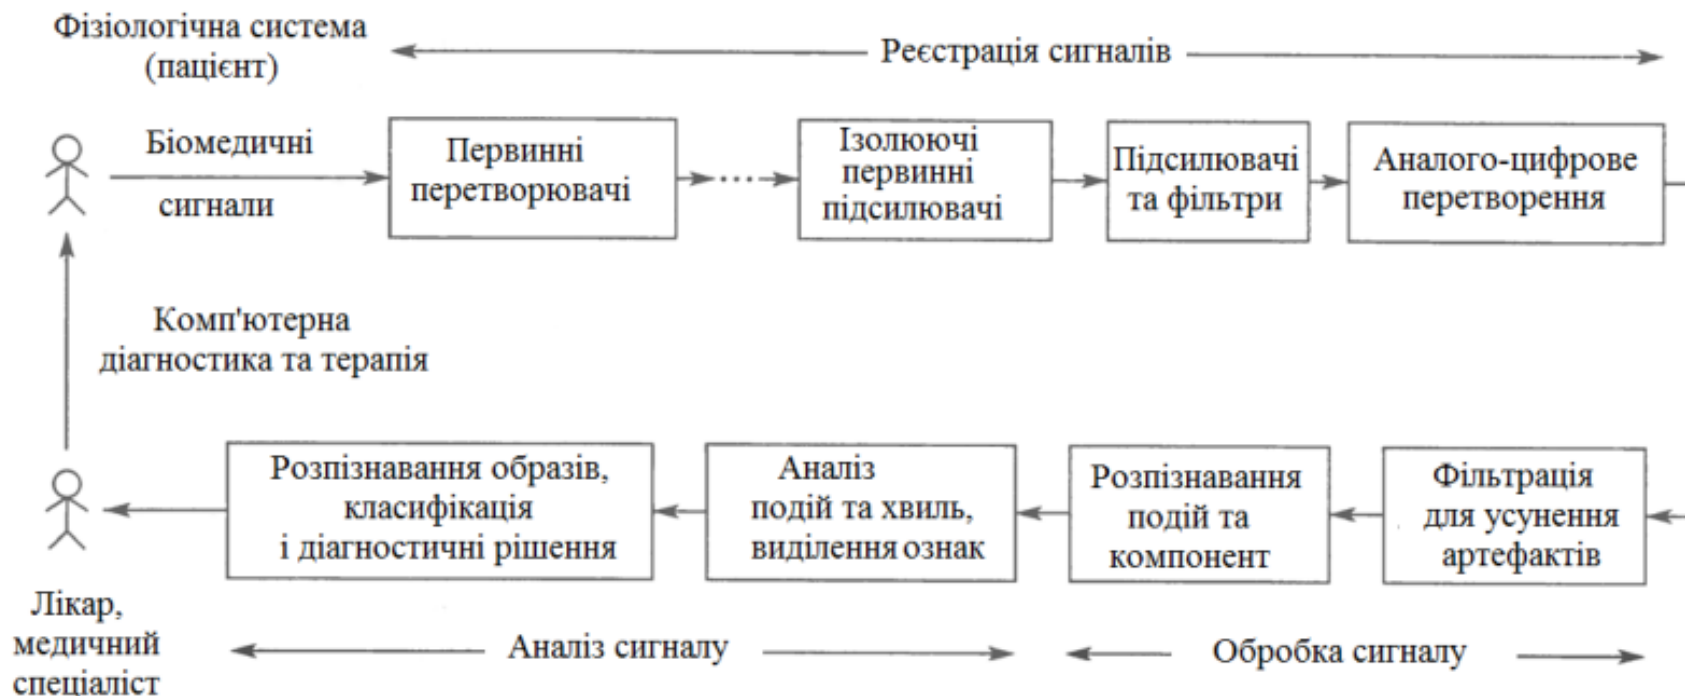 Фізіологічна система
(пацієнт)
Реєстрація сигналів
Біомедичні
сигнали
Первинні
перетворювачі
Ізолюючі
первинні
підсилювачі
Підсилювачі
та фільтри
Аналого-цифрове
перетворення
Комп'ютерна
діагностика та терапія
Розпізнавання образів,
класифікація
і діагностичні рішення
Аналіз
подій та хвиль,
виділення ознак
Розпізнавання
подій та
компонент
Фільтрація
для усунення
артефактів
Лікар,
медичний
спеціаліст
Аналіз сигналу
Обробка сигналу